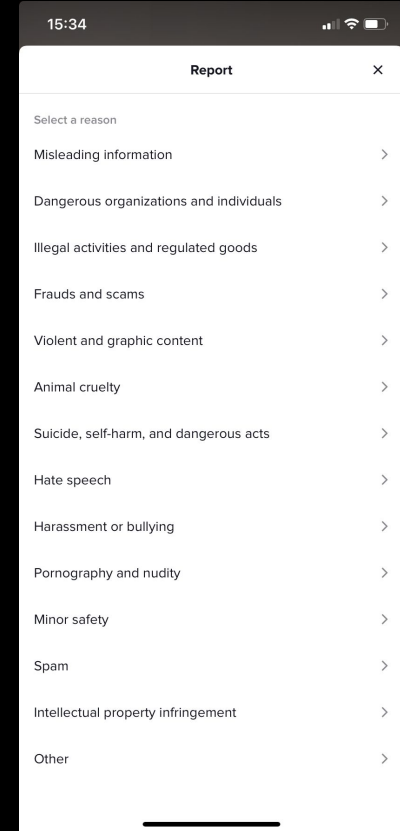 15:34
Report
Select a reason
Misleading information
Dangerous organizations and individuals
Illegal activities and regulated goods
Frauds and scams
Violent and graphic content
Animal cruelty
Suicide, self-harm, and dangerous acts
Hate speech
Harassment or bullying
Pornography and nudity
Minor safety
Spam
Intellectual property infringement
Other